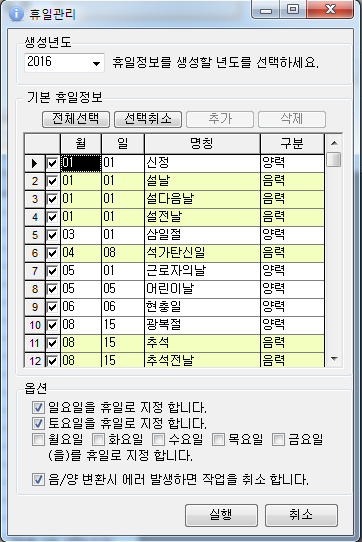 휴일관리
생성년도
2016 휴일정보를 생성할 년도를 선택하세요.
기본 휴일정보
전체선택 선택취소 추가 삭제
월 일 명칭 구분
01 01 신정 양력
2 01 01 설날 음력
3 01 01 설다음날 음력
4 01 01 설전날 음력
5 03 01 삼일절 양력
6 04 08 석가탄신일 음력
7 05 01 근로자의날 양력
8 05 05 어린이날 양력
9 06 06 현충일 양력
10 08 15 광복절 양력
11 08 15 추석 음력
12 08 15 추석전날 음력
옵션
일요일을 휴일로 지정 합니다.
토요일을 휴일로 지정 합니다.
월요일 화요일 수요일 목요일 금요일
(을)를 휴일로 지정 합니다.
음/양 변환시 에러 발생하면 작업을 취소 합니다.
실행 취소